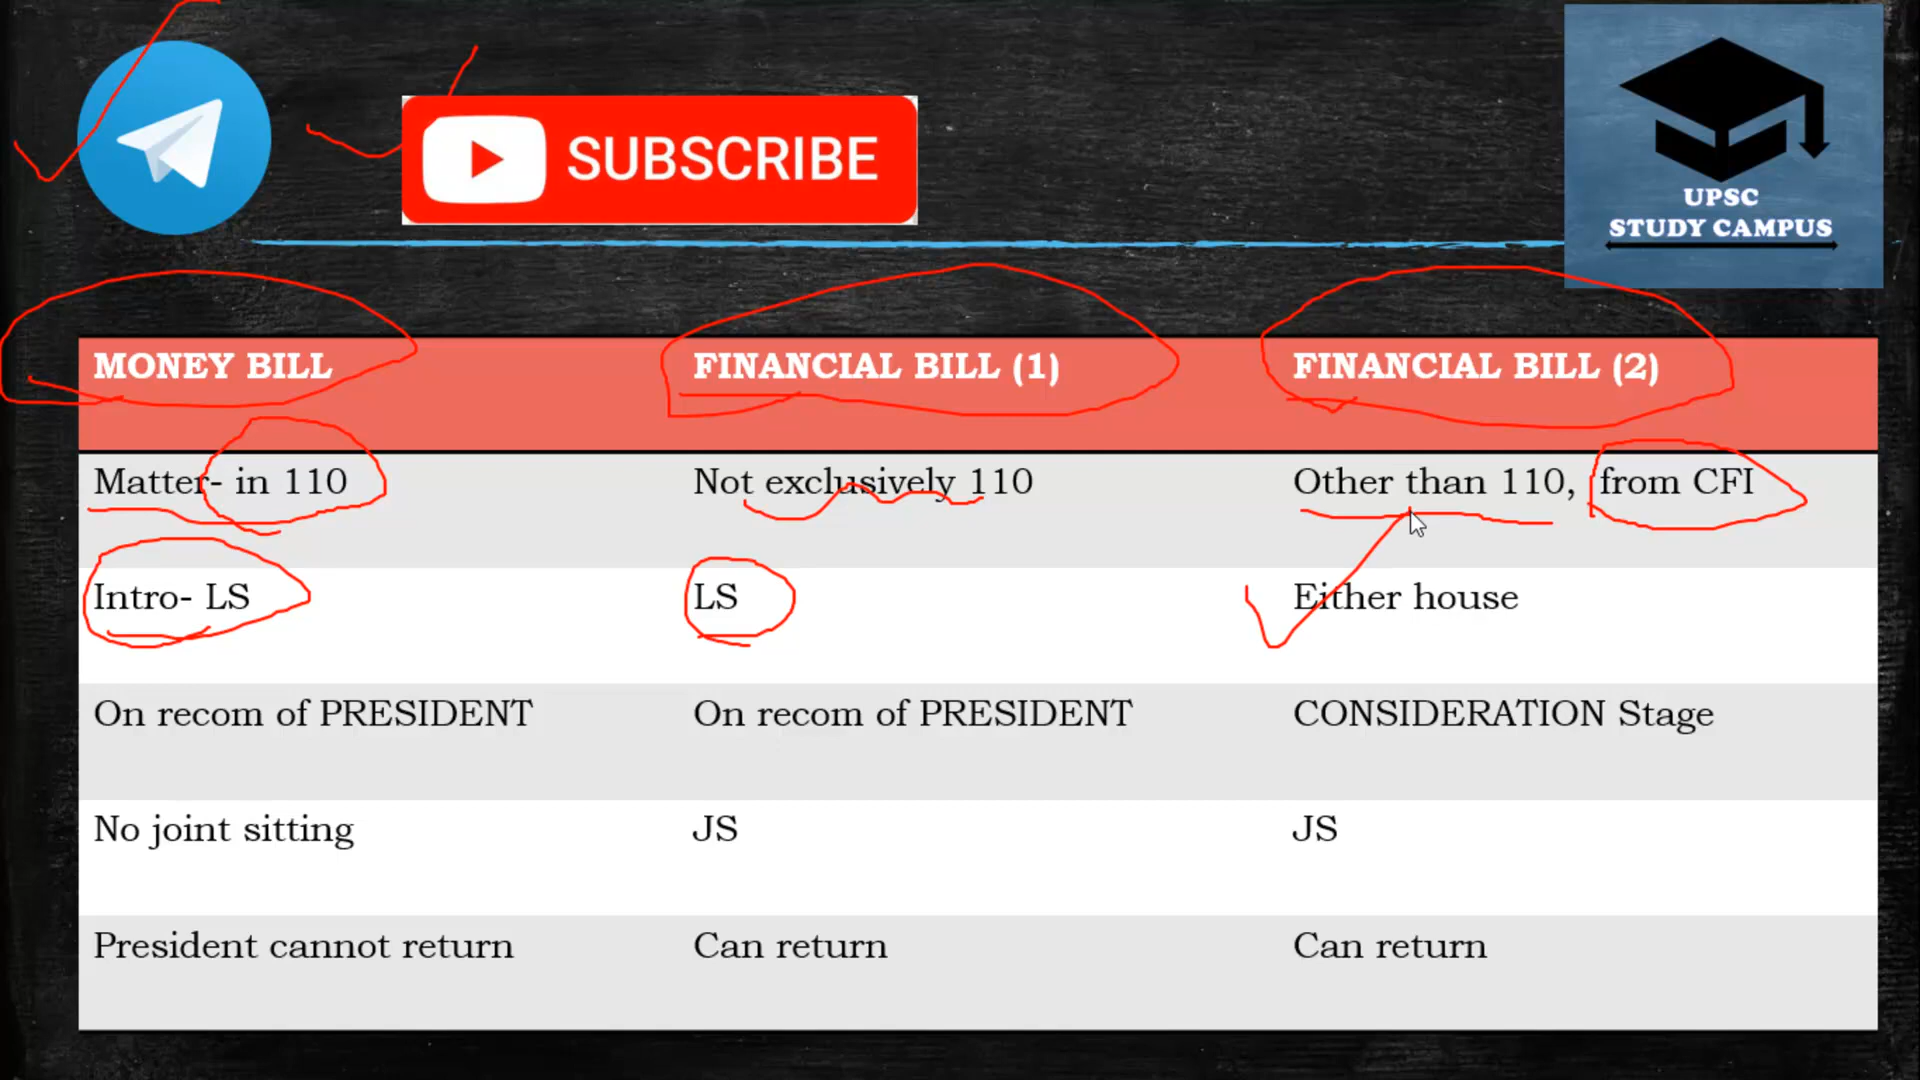 SUBSCRIBE
UPSC
STUDY CAMPUS
MONEY BILL
FINANCIAL BILL (1)
FINANCIAL BILL (2)
Matter- in 110
Not exclusively 110
Other than 110, from CFI
Intro- LS
LS
Either house
On recom of PRESIDENT
On recom of PRESIDENT
CONSIDERATION Stage
No joint sitting
JS
JS
President cannot return
Can return
Can return